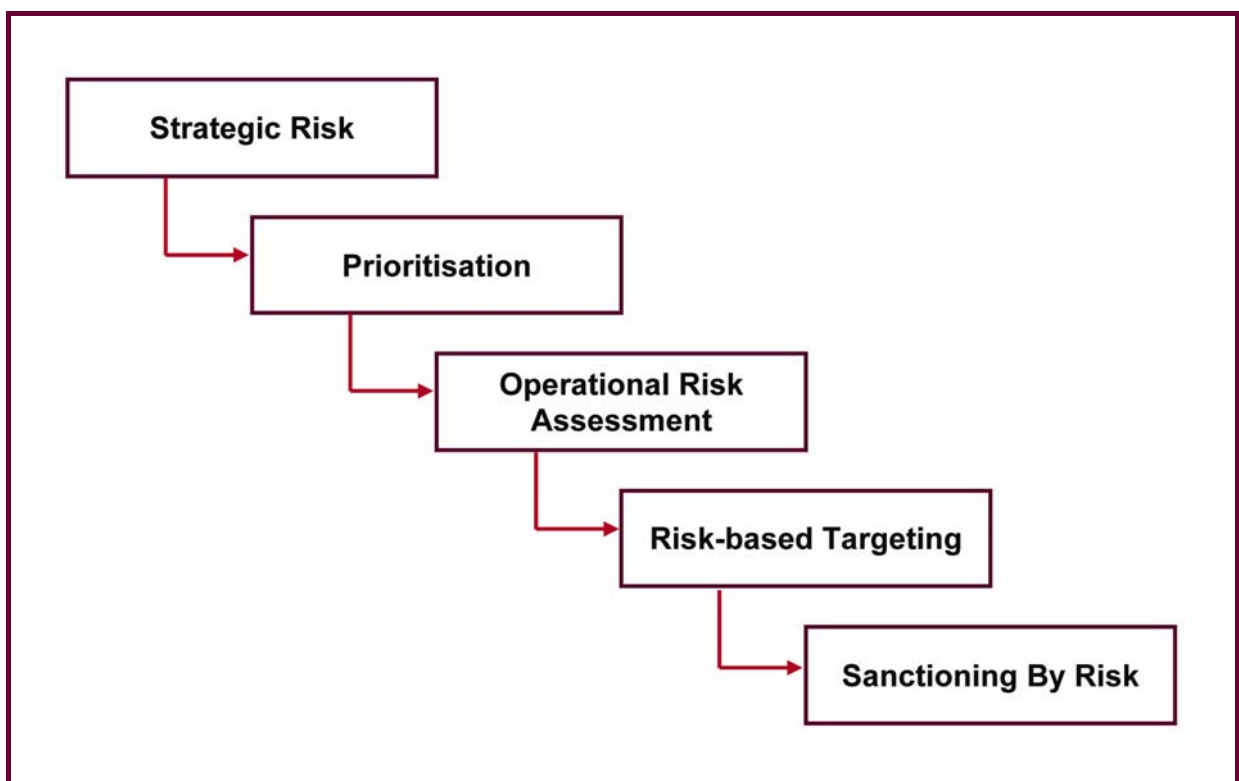 Strategic Risk
Prioritisation
Operational Risk
Assessment
Risk-based Targeting
Sanctioning By Risk